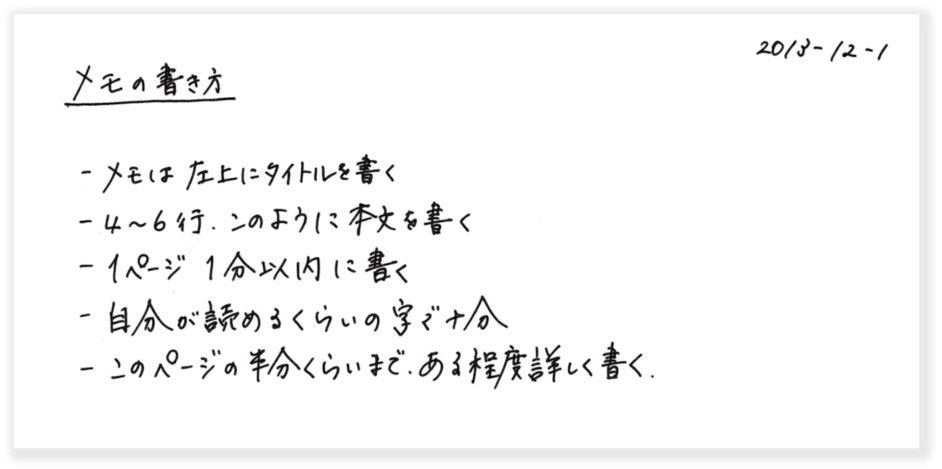 2013-12-1
メモの書き方
- メモは左上にタイトルを書く
- 4~6行.このように本文を書く
- 1ページ 1分以内に書く
- 自分が読めるくらいの字で十分
- このページの半分くらいまで.ある程度詳しく書く.